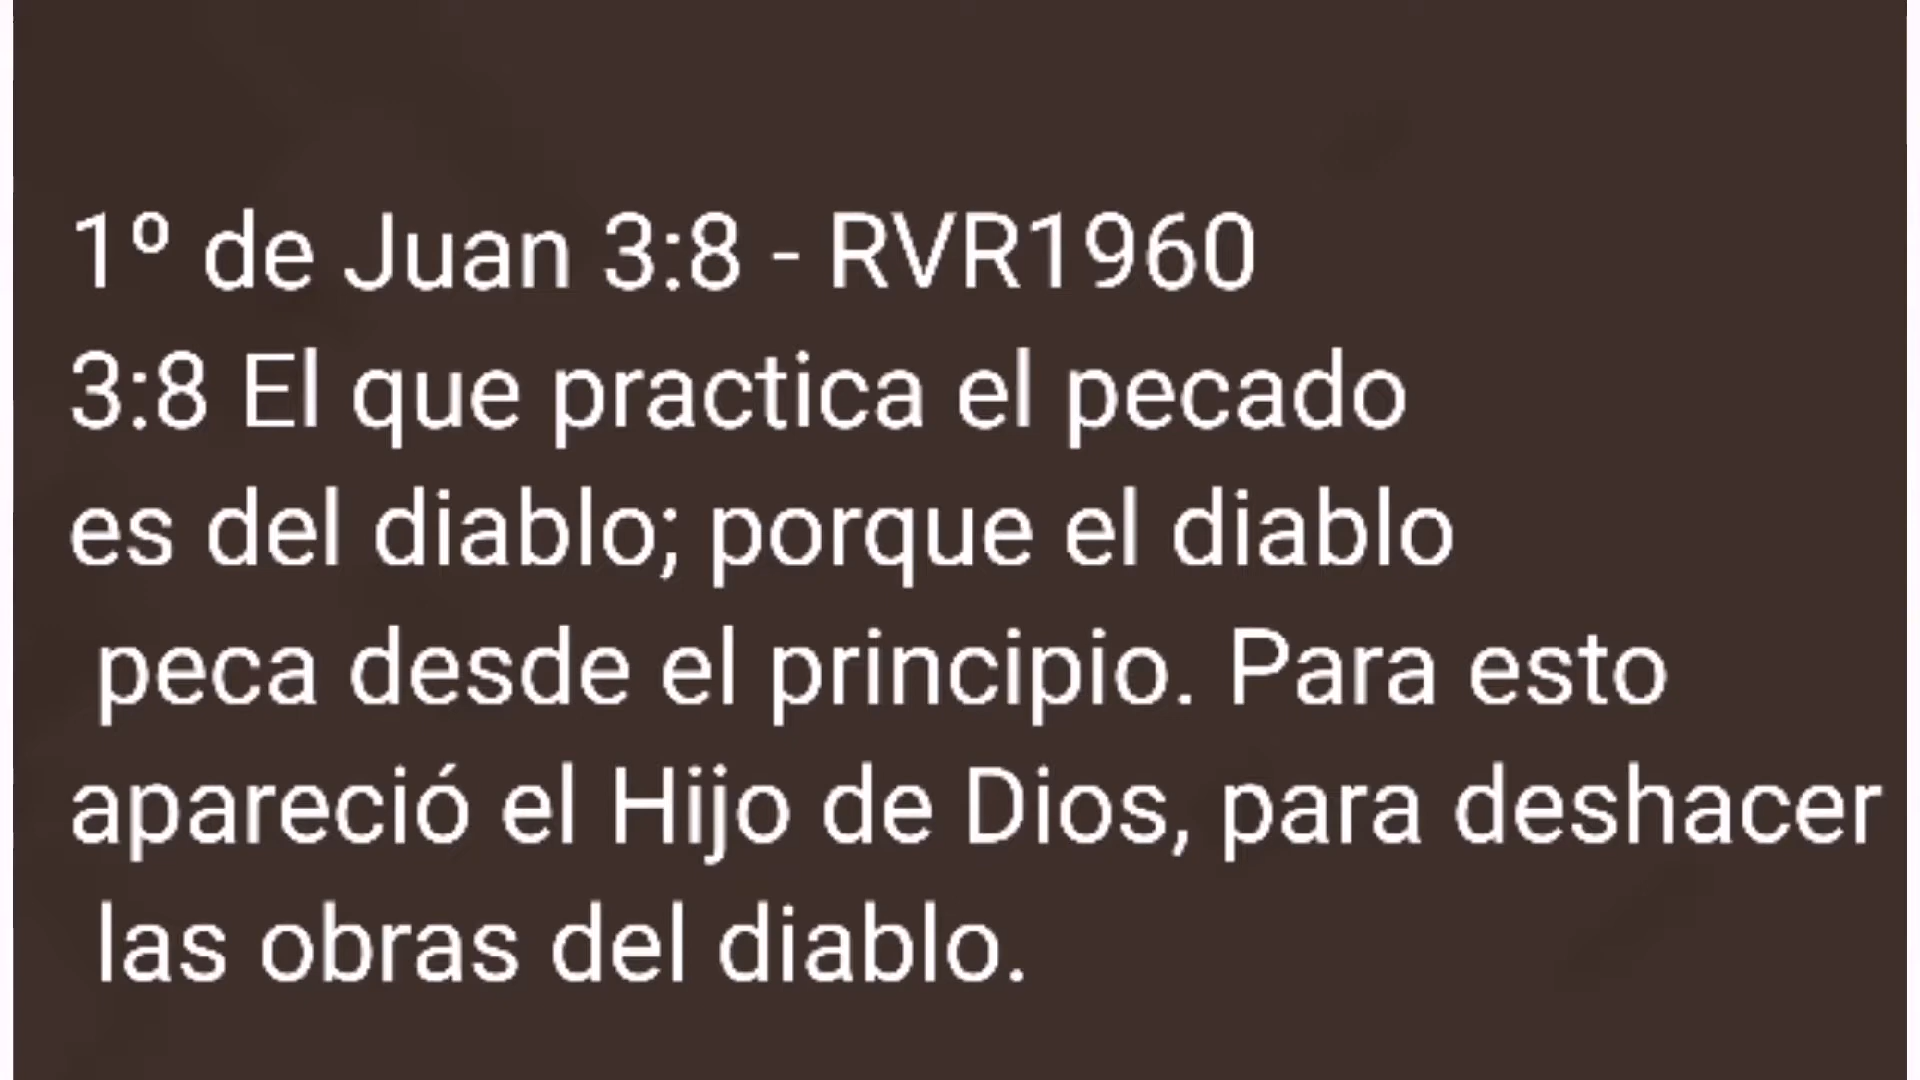 1º de Juan 3:8 - RVR1960
3:8 El que practica el pecado
es del diablo; porque el diablo
peca desde el principio. Para esto
apareció el Hijo de Dios, para deshacer
las obras del diablo.